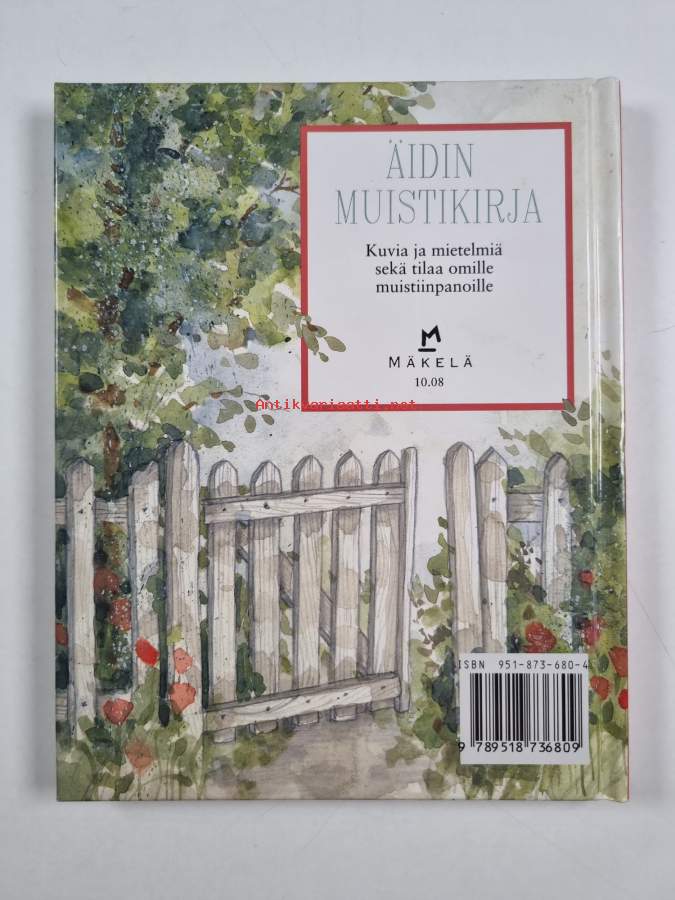 ÄIDIN
MUISTIKIRJA
Kuvia ja mietelmiä
sekä tilaa omille
muistiinpanoille
M
MÄKELÄ
10.08
Antikvariaatti.net
ISBN 951-873-680-4
9 789518 736809